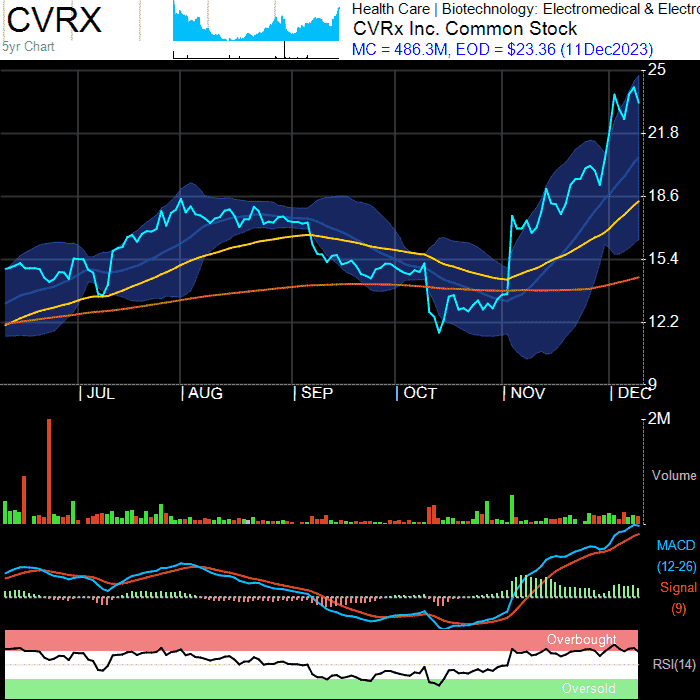 CVRX
5yr Chart
Health Care | Biotechnology: Electromedical & Electro
CVRx Inc. Common Stock
MC = 486.3M, EOD = $23.36 (11Dec2023)
25
21.8
18.6
15.4
12.2
9
JUL AUG SEP OCT NOV DEC
2M
Volume
MACD
(12-26)
Signal
(9)
Overbought
RSI(14)
Oversold